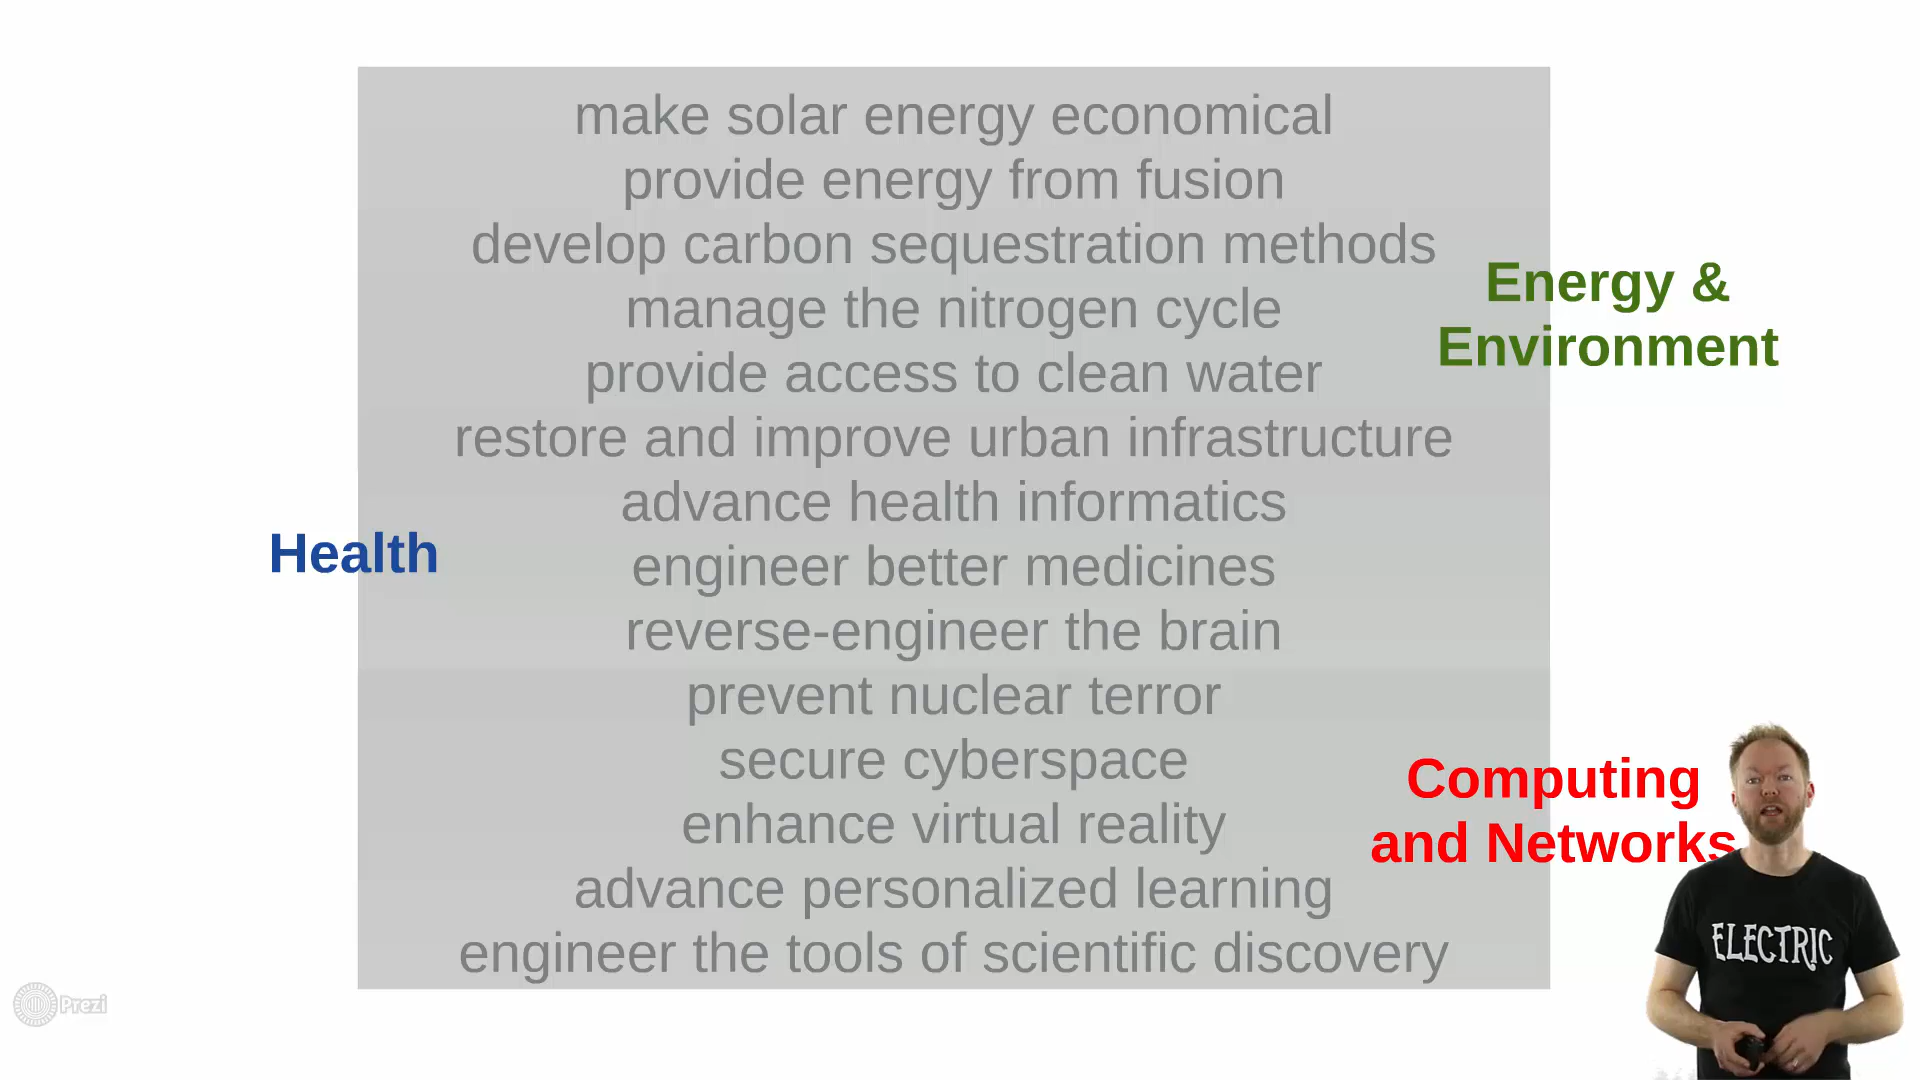 make solar energy economical
provide energy from fusion
develop carbon sequestration methods
manage the nitrogen cycle
provide access to clean water
restore and improve urban infrastructure
advance health informatics
engineer better medicines
reverse-engineer the brain
prevent nuclear terror
secure cyberspace
enhance virtual reality
advance personalized learning
engineer the tools of scientific discovery
Energy &
Environment
Health
Computing
and Networks
ELECTRIC
Prezi